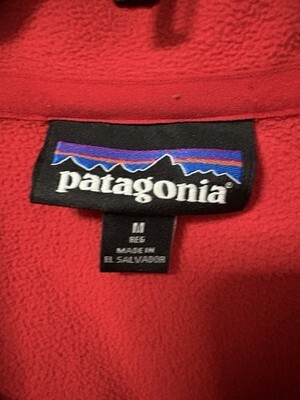 patagonia®
M
REG
MADE IN
EL SALVADOR